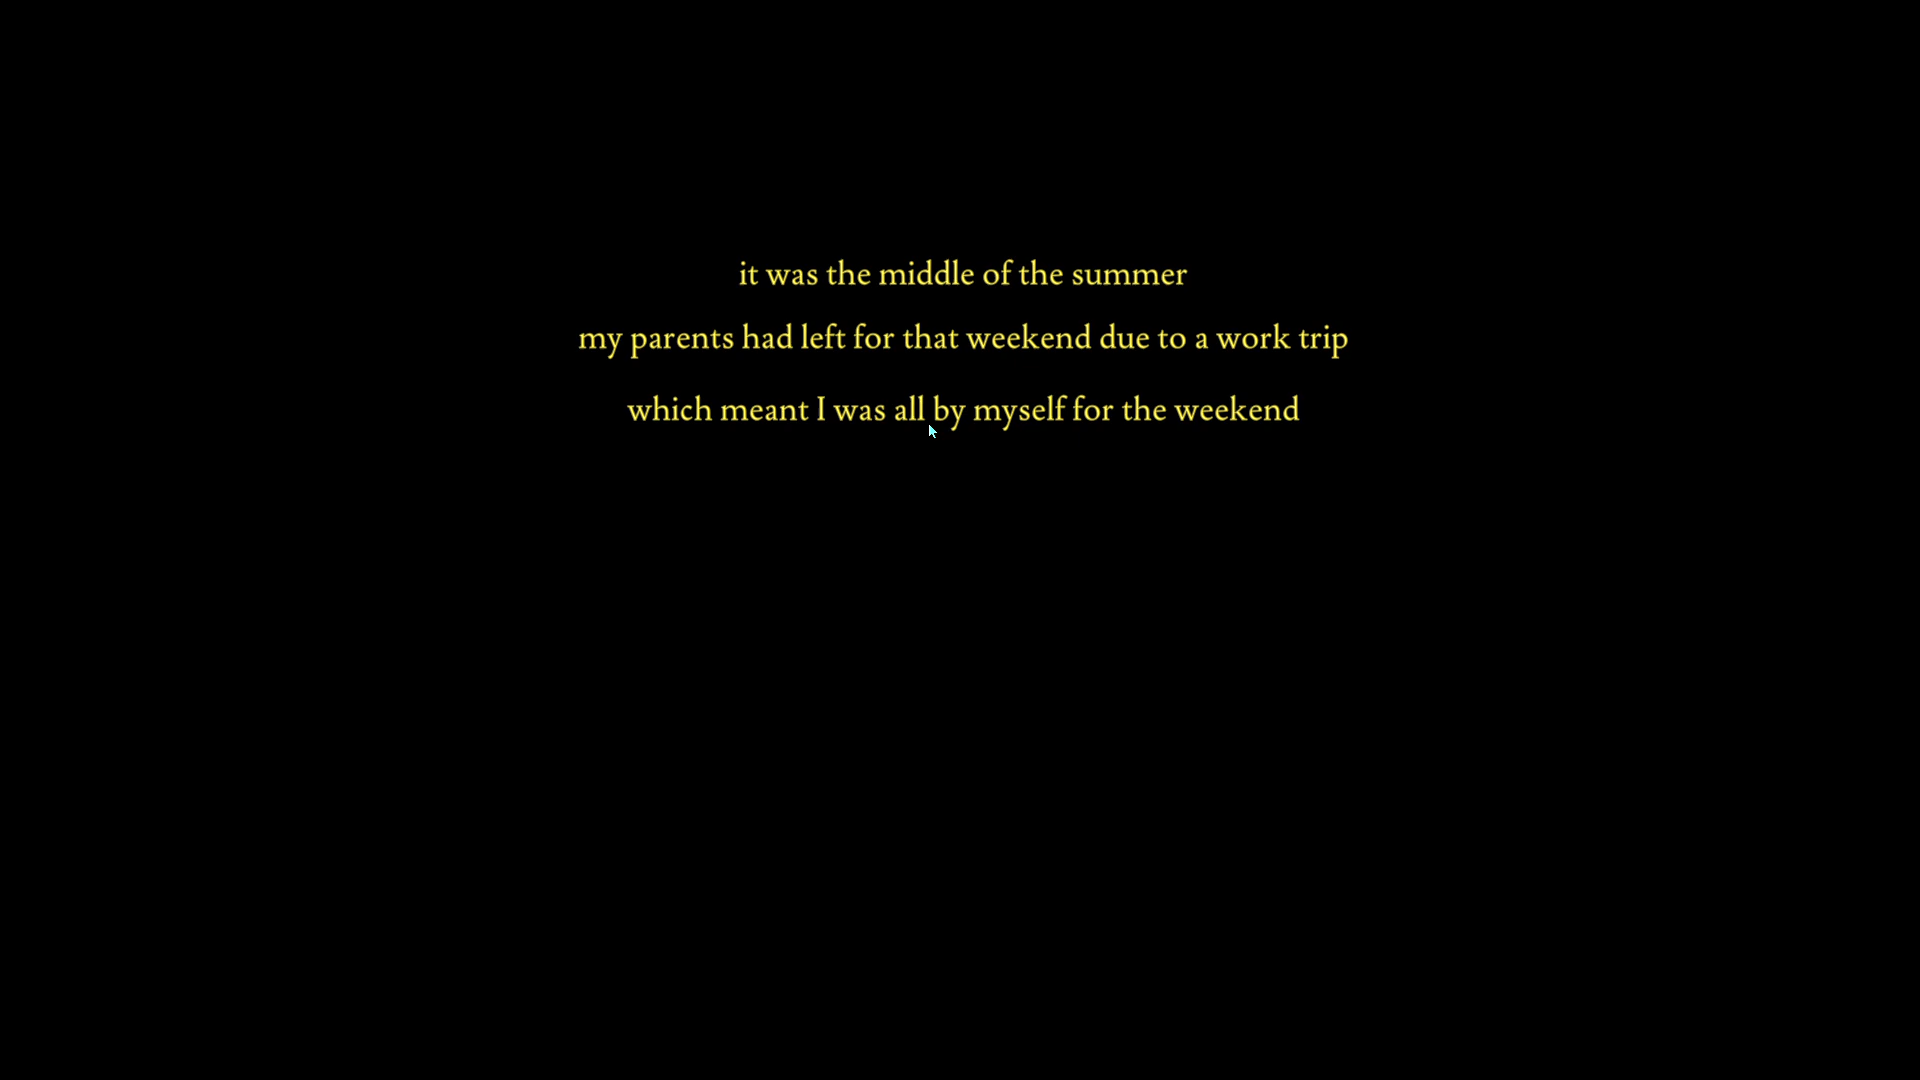 it was the middle of the summer
my parents had left for that weekend due to a work trip
which meant I was all by myself for the weekend